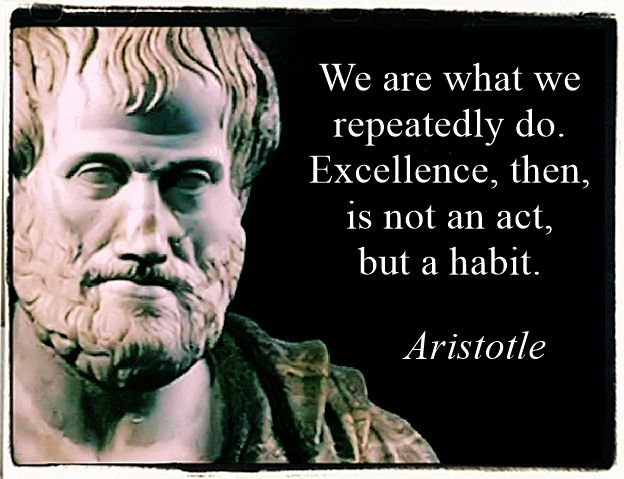 We are what we
repeatedly do.
Excellence, then,
is not an act,
but a habit.
Aristotle